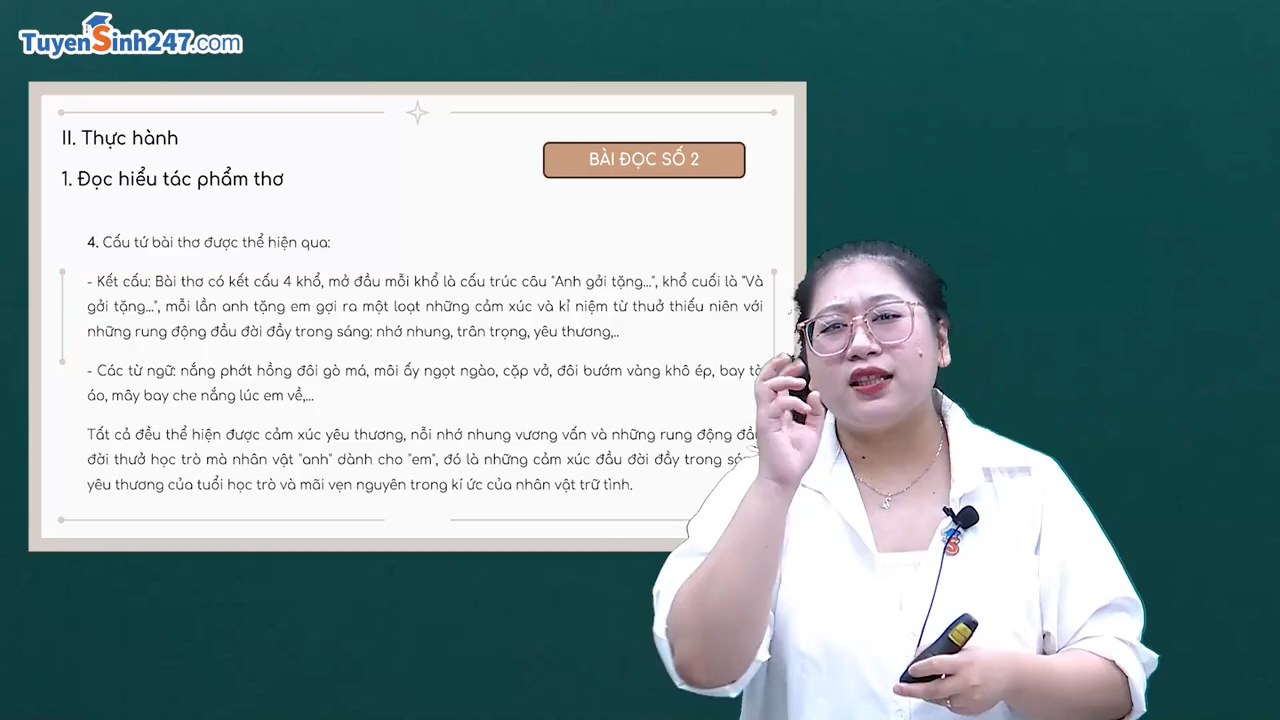 TuyenSinh247.com
II. Thực hành
BÀI ĐỌC SỐ 2
1. Đọc hiểu tác phẩm thơ
4. Cấu tứ bài thơ được thể hiện qua:
- Kết cấu: Bài thơ có kết cấu 4 khổ, mở đầu mỗi khổ là cấu trúc câu "Anh gởi tặng...", khổ cuối là "Và
gởi tặng...", mỗi lần anh tặng em gợi ra một loạt những cảm xúc và kỉ niệm từ thuở thiếu niên với
những rung động đầu đời đầy trong sáng: nhớ nhung, trân trọng, yêu thương,..
- Các từ ngữ: nắng phớt hồng đôi gò má, môi ấy ngọt ngào, cặp vở, đôi bướm vàng khô ép, bay tà
áo, mây bay che nắng lúc em về,...
Tất cả đều thể hiện được cảm xúc yêu thương, nỗi nhớ nhung vương vấn và những rung động
đời thưở học trò mà nhân vật "anh" dành cho "em", đó là những cảm xúc đầu đời đầy trong
yêu thương của tuổi học trò vo mãi vẹn nguyên trong kí ức của nhân vật trữ tình.